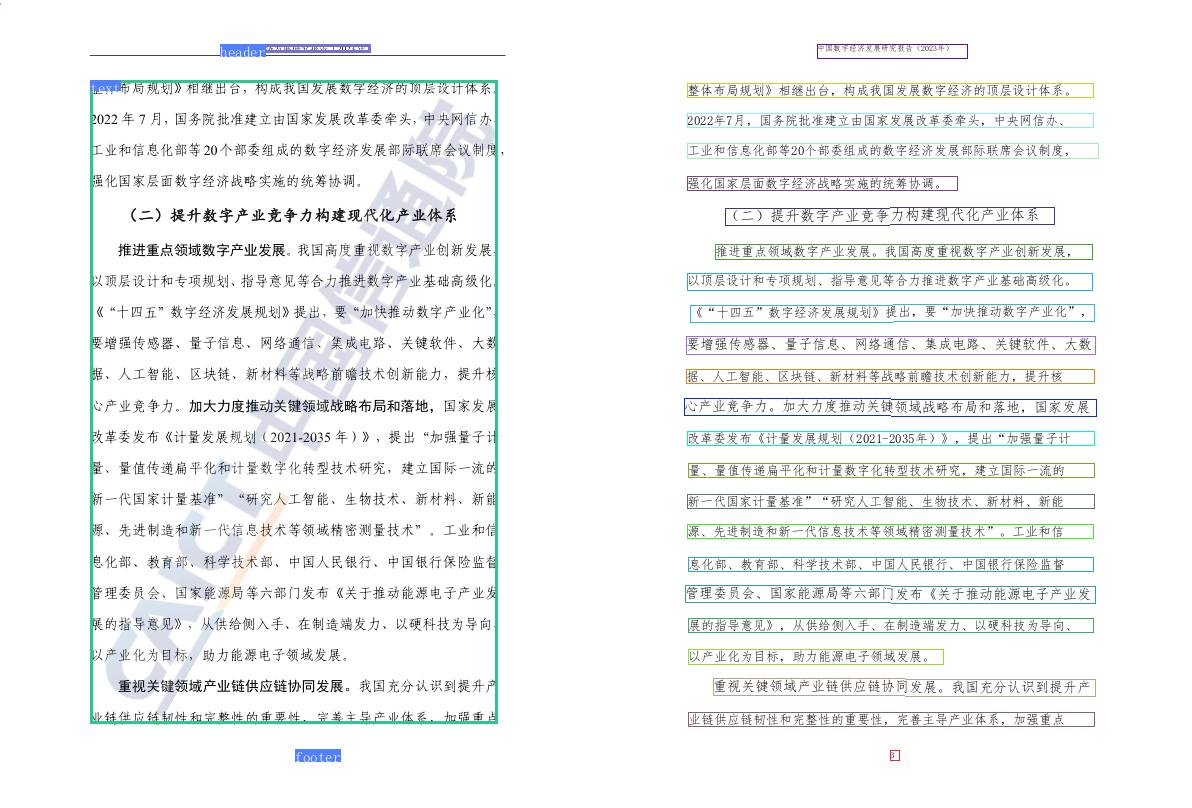 header
text
整体布局规划》相继出台，构成我国发展数字经济的顶层设计体系。
2022 年 7 月，国务院批准建立由国家发展改革委牵头，中央网信办、
工业和信息化部等20个部委组成的数字经济发展部际联席会议制度，
强化国家层面数字经济战略实施的统筹协调。
（二）提升数字产业竞争力构建现代化产业体系
推进重点领域数字产业发展。我国高度重视数字产业创新发展，
以顶层设计和专项规划、指导意见等合力推进数字产业基础高级化。
《“十四五”数字经济发展规划》提出，要“加快推动数字产业化”，
要增强传感器、量子信息、网络通信、集成电路、关键软件、大数
据、人工智能、区块链、新材料等战略前瞻技术创新能力，提升核
心产业竞争力。加大力度推动关键领域战略布局和落地，国家发展
改革委发布《计量发展规划（2021-2035 年）》，提出“加强量子计
量、量值传递扁平化和计量数字化转型技术研究，建立国际一流的
新一代国家计量基准”“研究人工智能、生物技术、新材料、新能
源、先进制造和新一代信息技术等领域精密测量技术”。工业和信
息化部、教育部、科学技术部、中国人民银行、中国银行保险监督
管理委员会、国家能源局等六部门发布《关于推动能源电子产业发
展的指导意见》，从供给侧入手、在制造端发力、以硬科技为导向、
以产业化为目标，助力能源电子领域发展。
重视关键领域产业链供应链协同发展。我国充分认识到提升产
业链供应链韧性和完整性的重要性，完善主导产业体系，加强重点
CAICT 中国信通院
footer
中国数字经济发展研究报告（2023年）
整体布局规划》相继出台，构成我国发展数字经济的顶层设计体系。
2022年7月，国务院批准建立由国家发展改革委牵头，中央网信办、
工业和信息化部等20个部委组成的数字经济发展部际联席会议制度，
强化国家层面数字经济战略实施的统筹协调。
（二）提升数字产业竞争力构建现代化产业体系
推进重点领域数字产业发展。我国高度重视数字产业创新发展，
以顶层设计和专项规划、指导意见等合力推进数字产业基础高级化。
《“十四五”数字经济发展规划》提出，要“加快推动数字产业化”，
要增强传感器、量子信息、网络通信、集成电路、关键软件、大数
据、人工智能、区块链、新材料等战略前瞻技术创新能力，提升核
心产业竞争力。加大力度推动关键领域战略布局和落地，国家发展
改革委发布《计量发展规划（2021-2035年）》，提出“加强量子计
量、量值传递扁平化和计量数字化转型技术研究，建立国际一流的
新一代国家计量基准”“研究人工智能、生物技术、新材料、新能
源、先进制造和新一代信息技术等领域精密测量技术”。工业和信
息化部、教育部、科学技术部、中国人民银行、中国银行保险监督
管理委员会、国家能源局等六部门发布《关于推动能源电子产业发
展的指导意见》，从供给侧入手、在制造端发力、以硬科技为导向、
以产业化为目标，助力能源电子领域发展。
重视关键领域产业链供应链协同发展。我国充分认识到提升产
业链供应链韧性和完整性的重要性，完善主导产业体系，加强重点
3